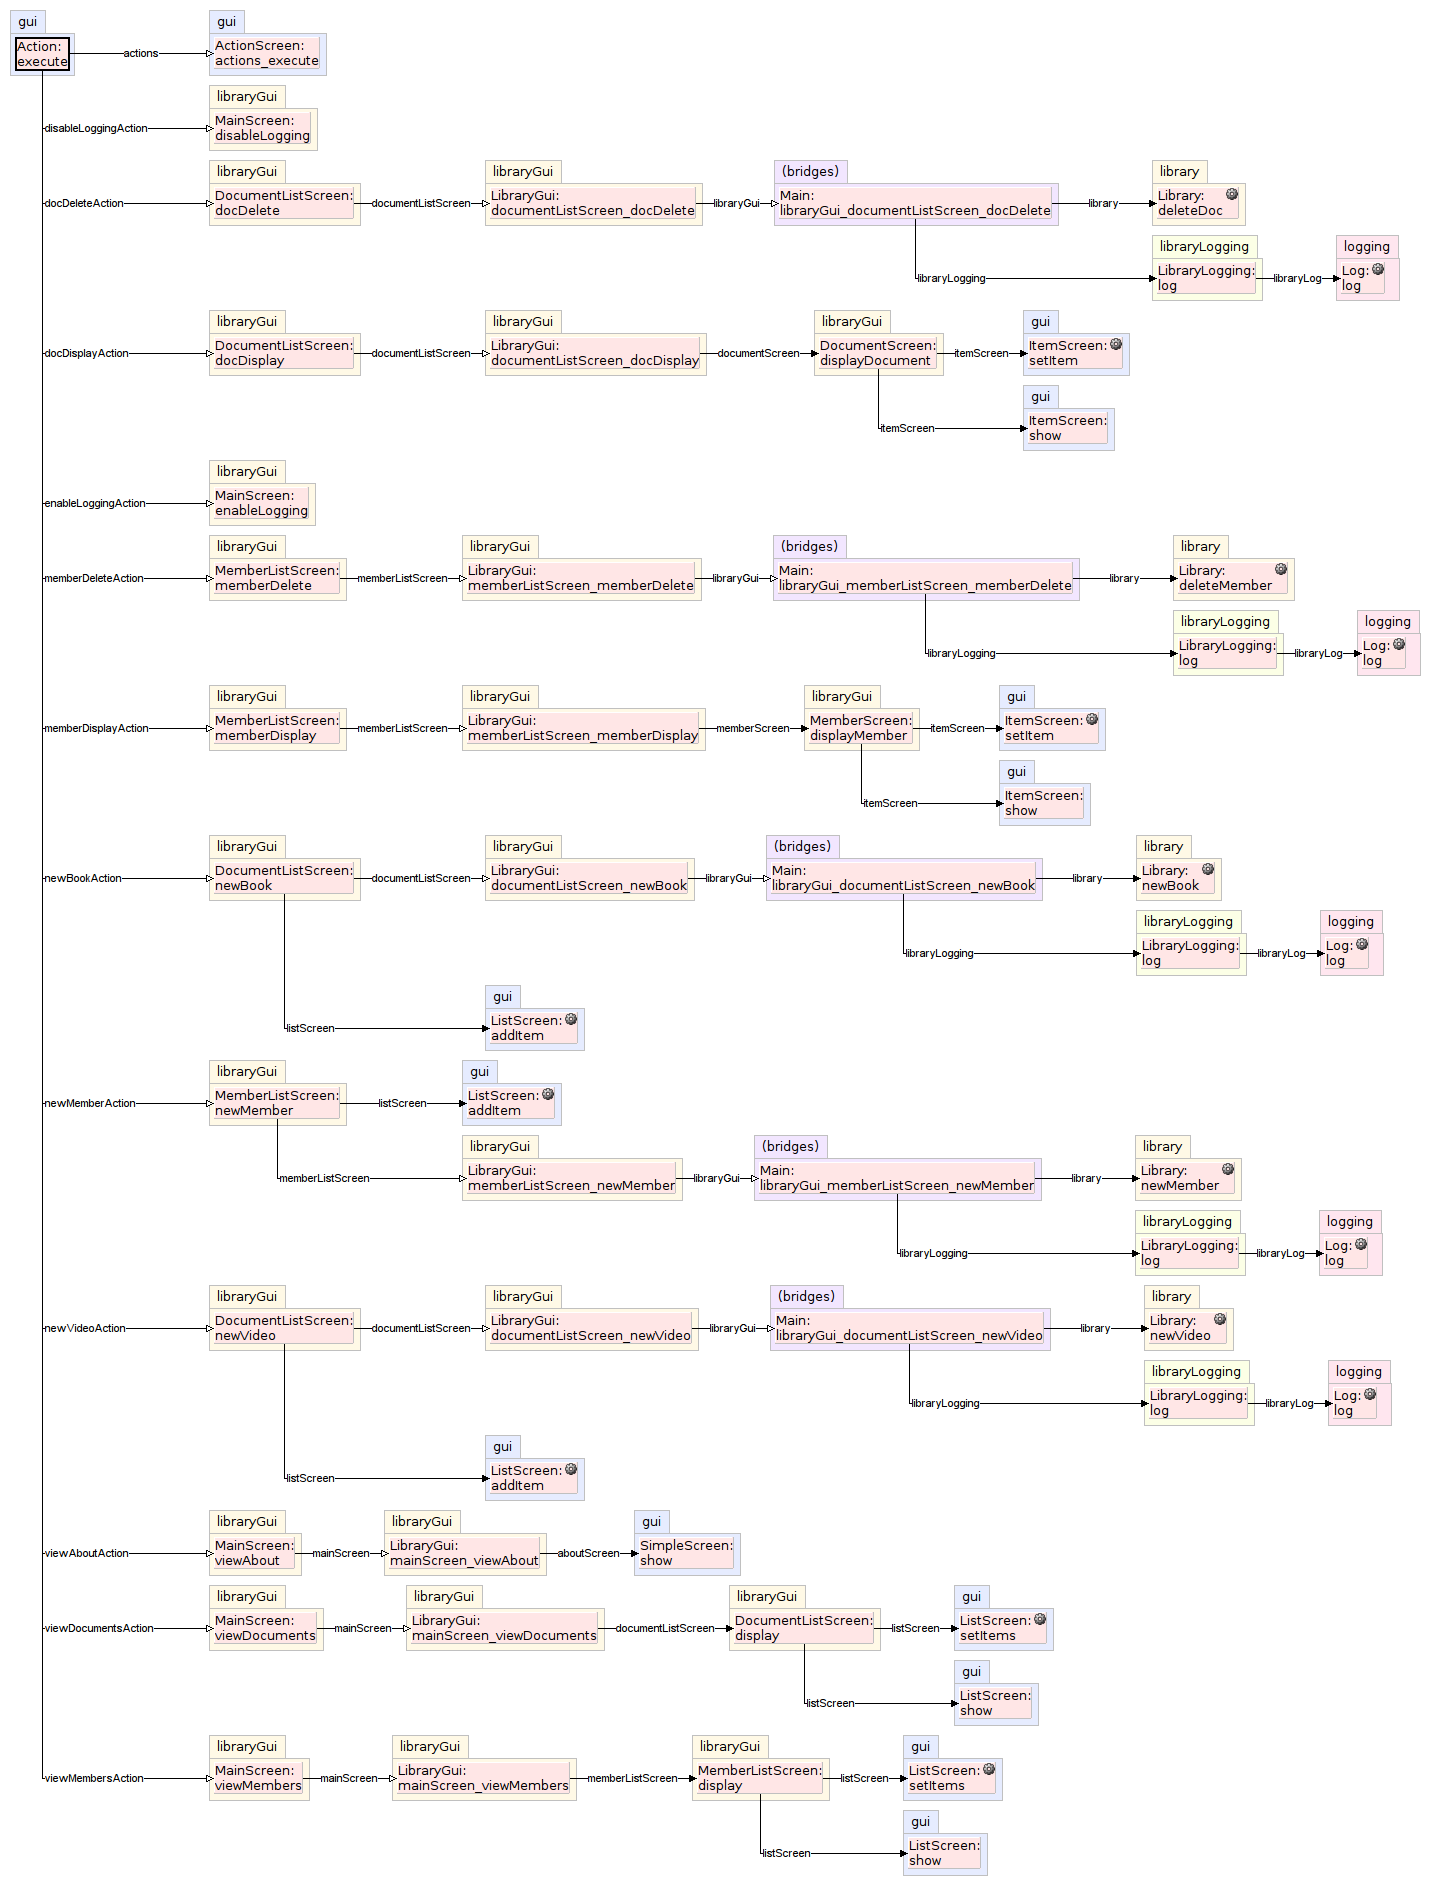 gui
Action:
execute
actions
gui
ActionScreen:
actions_execute
disableLoggingAction
libraryGui
MainScreen:
disableLogging
docDeleteAction
libraryGui
DocumentListScreen:
docDelete
documentListScreen
libraryGui
LibraryGui:
documentListScreen_docDelete
libraryGui
(bridges)
Main:
libraryGui_documentListScreen_docDelete
library
library
Library:
deleteDoc
libraryLogging
libraryLogging
LibraryLogging:
log
libraryLog
logging
Log:
log
docDisplayAction
libraryGui
DocumentListScreen:
docDisplay
documentListScreen
libraryGui
LibraryGui:
documentListScreen_docDisplay
documentScreen
libraryGui
DocumentScreen:
displayDocument
itemScreen
gui
ItemScreen:
setItem
itemScreen
gui
ItemScreen:
show
enableLoggingAction
libraryGui
MainScreen:
enableLogging
memberDeleteAction
libraryGui
MemberListScreen:
memberDelete
memberListScreen
libraryGui
LibraryGui:
memberListScreen_memberDelete
libraryGui
(bridges)
Main:
libraryGui_memberListScreen_memberDelete
library
library
Library:
deleteMember
libraryLogging
libraryLogging
LibraryLogging:
log
libraryLog
logging
Log:
log
memberDisplayAction
libraryGui
MemberListScreen:
memberDisplay
memberListScreen
libraryGui
LibraryGui:
memberListScreen_memberDisplay
memberScreen
libraryGui
MemberScreen:
displayMember
itemScreen
gui
ItemScreen:
setItem
itemScreen
gui
ItemScreen:
show
newBookAction
libraryGui
DocumentListScreen:
newBook
documentListScreen
libraryGui
LibraryGui:
documentListScreen_newBook
libraryGui
(bridges)
Main:
libraryGui_documentListScreen_newBook
library
library
Library:
newBook
libraryLogging
libraryLogging
LibraryLogging:
log
libraryLog
logging
Log:
log
listScreen
gui
ListScreen:
addItem
newMemberAction
libraryGui
MemberListScreen:
newMember
listScreen
gui
ListScreen:
addItem
memberListScreen
libraryGui
LibraryGui:
memberListScreen_newMember
libraryGui
(bridges)
Main:
libraryGui_memberListScreen_newMember
library
library
Library:
newMember
libraryLogging
libraryLogging
LibraryLogging:
log
libraryLog
logging
Log:
log
newVideoAction
libraryGui
DocumentListScreen:
newVideo
documentListScreen
libraryGui
LibraryGui:
documentListScreen_newVideo
libraryGui
(bridges)
Main:
libraryGui_documentListScreen_newVideo
library
library
Library:
newVideo
libraryLogging
libraryLogging
LibraryLogging:
log
libraryLog
logging
Log:
log
listScreen
gui
ListScreen:
addItem
viewAboutAction
libraryGui
MainScreen:
viewAbout
mainScreen
libraryGui
LibraryGui:
mainScreen_viewAbout
aboutScreen
gui
SimpleScreen:
show
viewDocumentsAction
libraryGui
MainScreen:
viewDocuments
mainScreen
libraryGui
LibraryGui:
mainScreen_viewDocuments
documentListScreen
libraryGui
DocumentListScreen:
display
listScreen
gui
ListScreen:
setItems
listScreen
gui
ListScreen:
show
viewMembersAction
libraryGui
MainScreen:
viewMembers
mainScreen
libraryGui
LibraryGui:
mainScreen_viewMembers
memberListScreen
libraryGui
MemberListScreen:
display
listScreen
gui
ListScreen:
setItems
listScreen
gui
ListScreen:
show